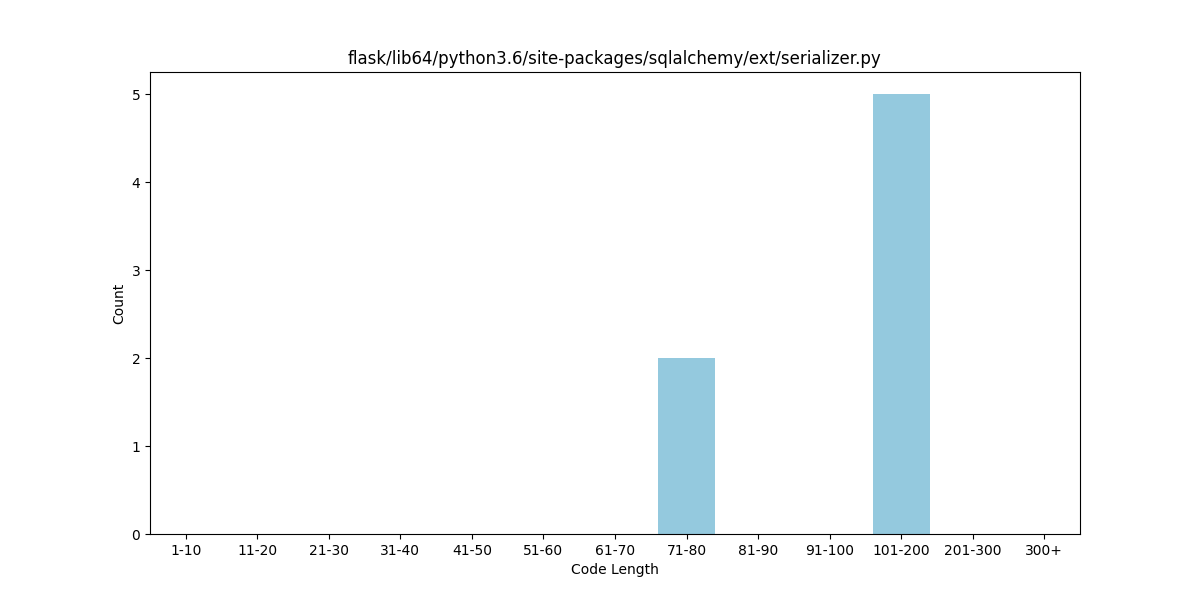 flask/lib64/python3.6/site-packages/sqlalchemy/ext/serializer.py
5
4
3
2
1
0
Count
1-10 11-20 21-30 31-40 41-50 51-60 61-70 71-80 81-90 91-100 101-200 201-300 300+
Code Length